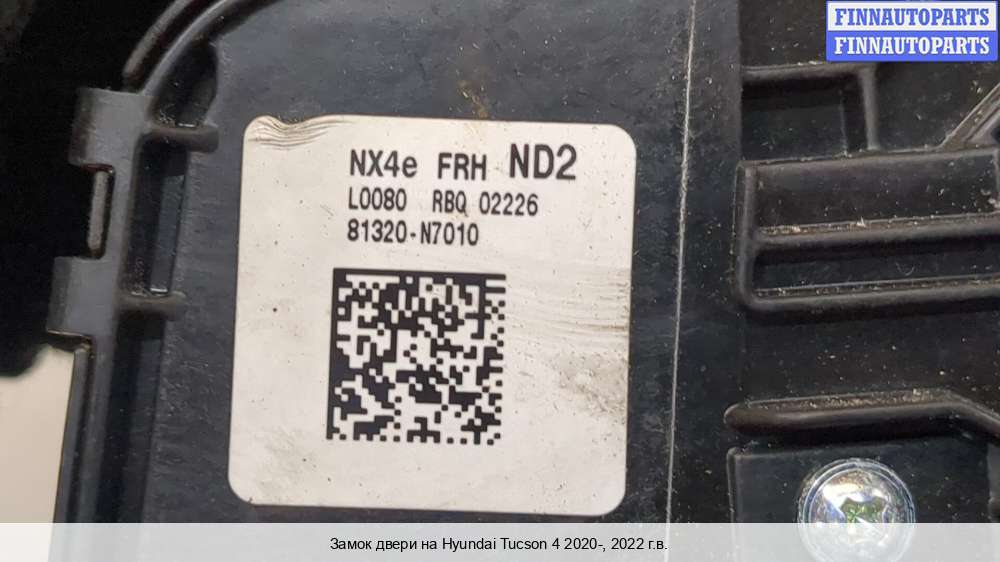 FINNAUTOPARTS
FINNAUTOPARTS
NX4e FRH ND2
L0080 RBQ 02226
81320-N7010
Замок двери на Hyundai Tucson 4 2020-, 2022 г.в.